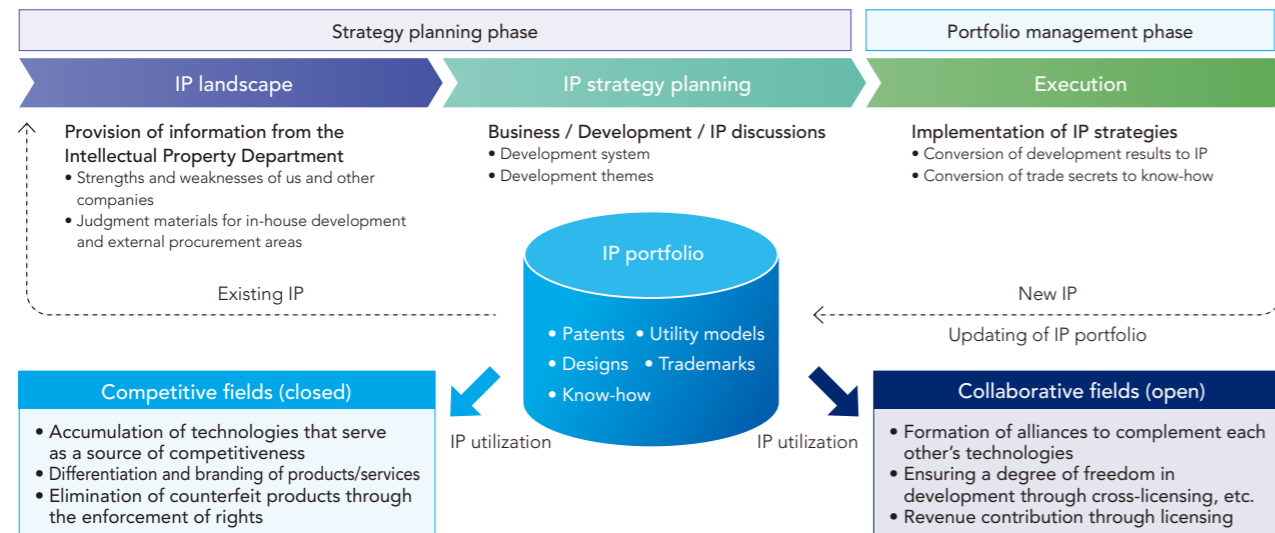 Strategy planning phase
Portfolio management phase
IP landscape
IP strategy planning
Execution
Provision of information from the
Intellectual Property Department
• Strengths and weaknesses of us and other
companies
• Judgment materials for in-house development
and external procurement areas
Business / Development / IP discussions
• Development system
• Development themes
Implementation of IP strategies
• Conversion of development results to IP
• Conversion of trade secrets to know-how
IP portfolio
• Patents • Utility models
• Designs • Trademarks
• Know-how
Existing IP
New IP
Updating of IP portfolio
IP utilization
IP utilization
Competitive fields (closed)
• Accumulation of technologies that serve
as a source of competitiveness
• Differentiation and branding of products/services
• Elimination of counterfeit products through
the enforcement of rights
Collaborative fields (open)
• Formation of alliances to complement each
other’s technologies
• Ensuring a degree of freedom in
development through cross-licensing, etc.
• Revenue contribution through licensing